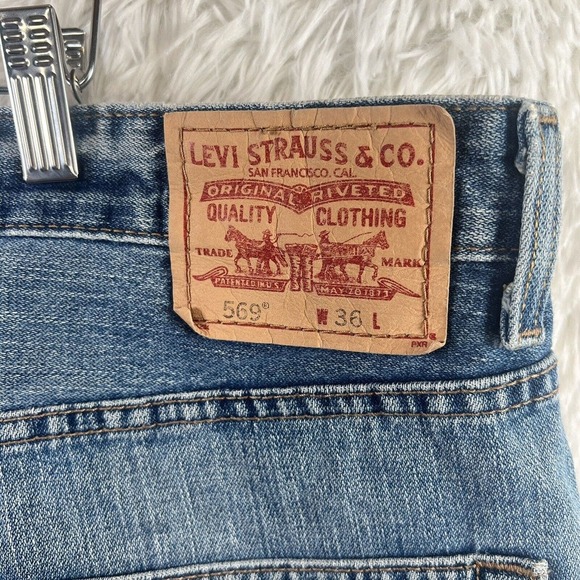 LEVI STRAUSS & CO.
SAN FRANCISCO, CAL.
ORIGINAL RIVETED
QUALITY CLOTHING
TRADE MARK
PATENTED IN U.S. MAY 20 1873
569® W 36 L
PXR